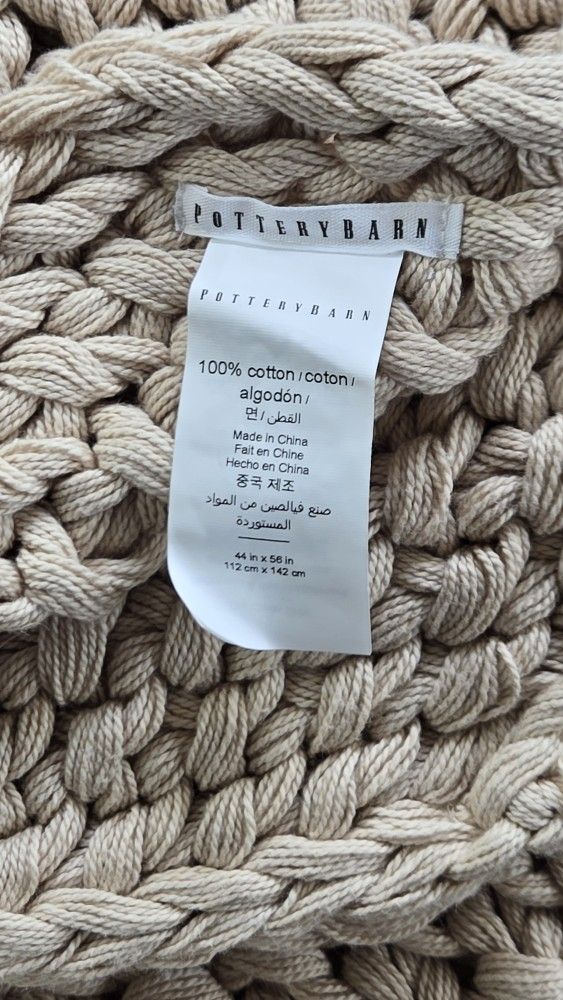 POTTERYBARN
POTTERYBARN
100% cotton / coton /
algodón /
면 / القطن
Made in China
Fait en Chine
Hecho en China
중국 제조
صنع فيالصين من المواد
المستوردة
44 in x 56 in
112 cm x 142 cm